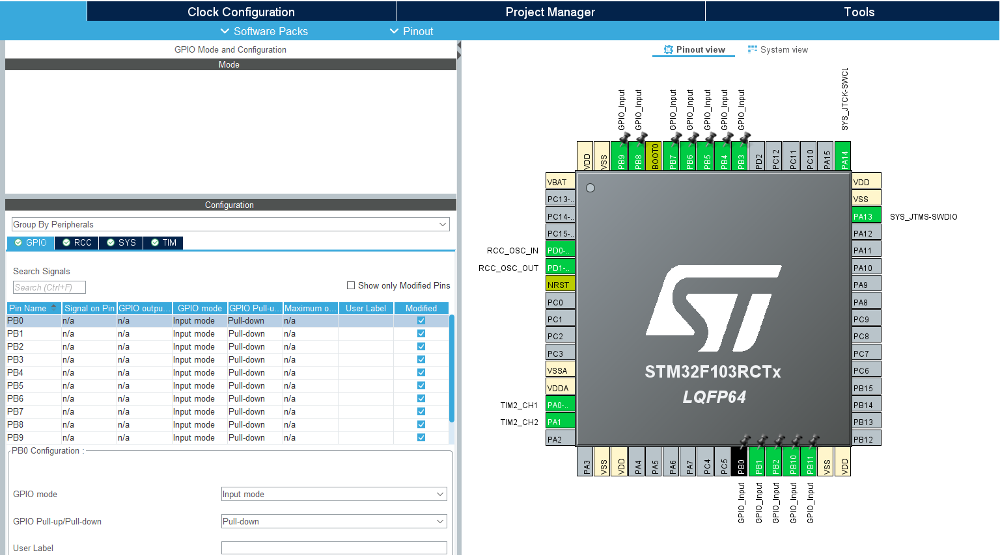 Clock Configuration
Project Manager
Tools
Software Packs
Pinout
GPIO Mode and Configuration
Mode
Configuration
Group By Peripherals
GPIO
RCC
SYS
TIM
Search Signals
Search (Ctrl+F)
Show only Modified Pins
Pin Name Signal on Pin GPIO outpu... GPIO mode GPIO Pull-u... Maximum o... User Label Modified
PB0 n/a n/a Input mode Pull-down n/a
PB1 n/a n/a Input mode Pull-down n/a
PB2 n/a n/a Input mode Pull-down n/a
PB3 n/a n/a Input mode Pull-down n/a
PB4 n/a n/a Input mode Pull-down n/a
PB5 n/a n/a Input mode Pull-down n/a
PB6 n/a n/a Input mode Pull-down n/a
PB7 n/a n/a Input mode Pull-down n/a
PB8 n/a n/a Input mode Pull-down n/a
PB9 n/a n/a Input mode Pull-down n/a
PB0 Configuration :
GPIO mode
Input mode
GPIO Pull-up/Pull-down
Pull-down
User Label
Pinout view
System view
GPIO_Input
GPIO_Input
GPIO_Input
GPIO_Input
GPIO_Input
GPIO_Input
GPIO_Input
SYS_JTCK-SWCL
VDD
VSS
PB9
PB8
BOOT0
PB7
PB6
PB5
PB4
PB3
PD2
PC12
PC11
PC10
PA15
PA14
VBAT
PC13-..
PC14-..
PC15-..
RCC_OSC_IN
PD0-..
RCC_OSC_OUT
PD1-..
NRST
PC0
PC1
PC2
PC3
VSSA
VDDA
TIM2_CH1
PA0-..
TIM2_CH2
PA1
PA2
ST
STM32F103RCTx
LQFP64
VDD
VSS
PA13
SYS_JTMS-SWDIO
PA12
PA11
PA10
PA9
PA8
PC9
PC8
PC7
PC6
PB15
PB14
PB13
PB12
PA3
VSS
VDD
PA4
PA5
PA6
PA7
PC4
PC5
PB0
PB1
PB2
PB10
PB11
VSS
VDD
GPIO_Input
GPIO_Input
GPIO_Input
GPIO_Input
GPIO_Input